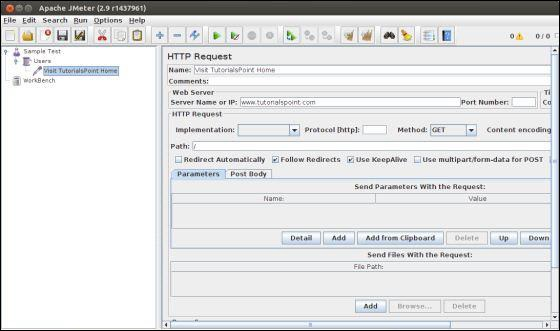 Apache JMeter (2.9 r1437961)
File Edit Search Run Options Help
0 0 / 0
Sample Test
Users
Visit TutorialsPoint Home
WorkBench
HTTP Request
Name: Visit TutorialsPoint Home
Comments:
Web Server
Server Name or IP: www.tutorialspoint.com Port Number:
HTTP Request
Implementation: Protocol [http]: Method: GET Content encoding
Path: /
Redirect Automatically Follow Redirects Use KeepAlive Use multipart/form-data for POST
Parameters Post Body
Send Parameters With the Request:
Name: Value
Detail Add Add from Clipboard Delete Up Down
Send Files With the Request:
File Path:
Add Browse... Delete